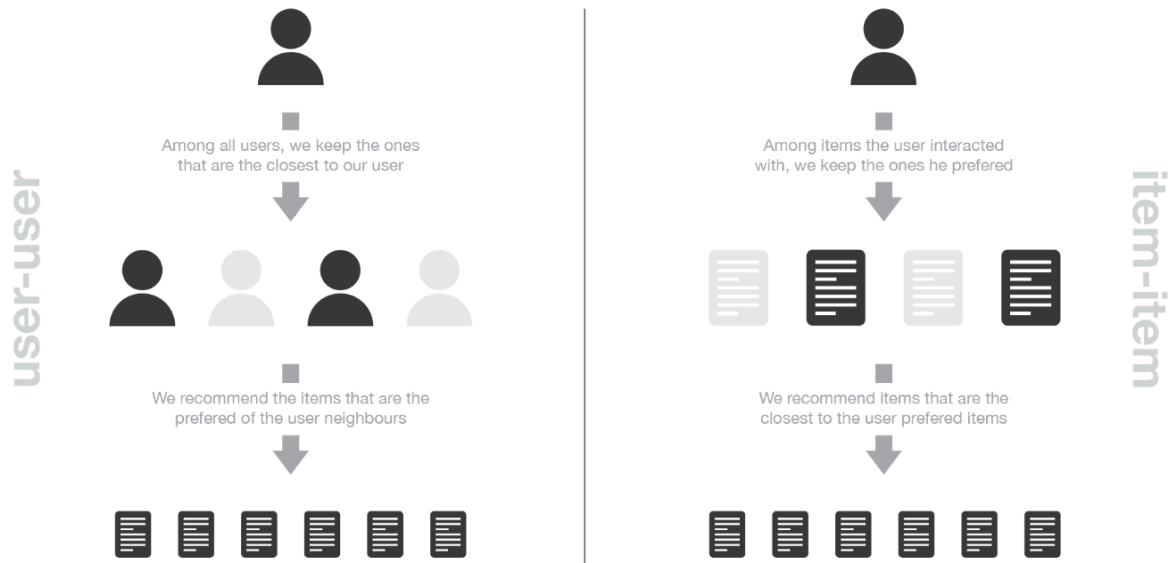 user-user
Among all users, we keep the ones
that are the closest to our user
We recommend the items that are the
prefered of the user neighbours
Among items the user interacted
with, we keep the ones he prefered
We recommend items that are the
closest to the user prefered items
item-item